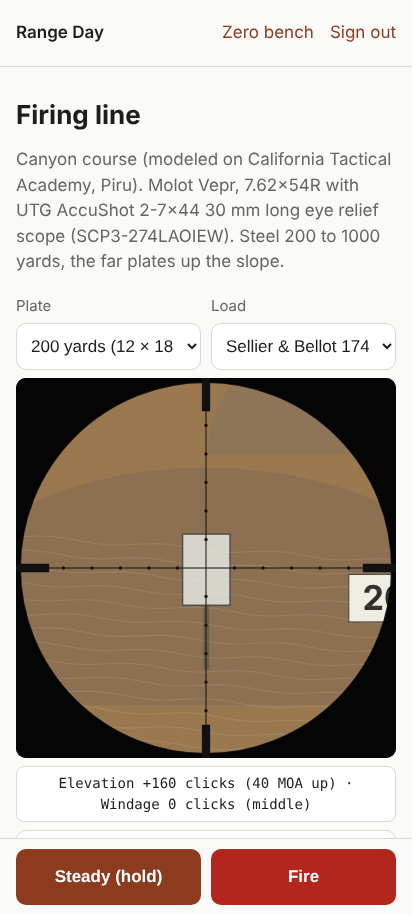 Range Day
Zero bench
Sign out
Firing line
Canyon course (modeled on California Tactical
Academy, Piru). Molot Vepr, 7.62×54R with
UTG AccuShot 2-7×44 30 mm long eye relief
scope (SCP3-274LAOIEW). Steel 200 to 1000
yards, the far plates up the slope.
Plate
Load
200 yards (12 × 18
Sellier & Bellot 174
Elevation +160 clicks (40 MOA up) ·
Windage 0 clicks (middle)
Steady (hold)
Fire